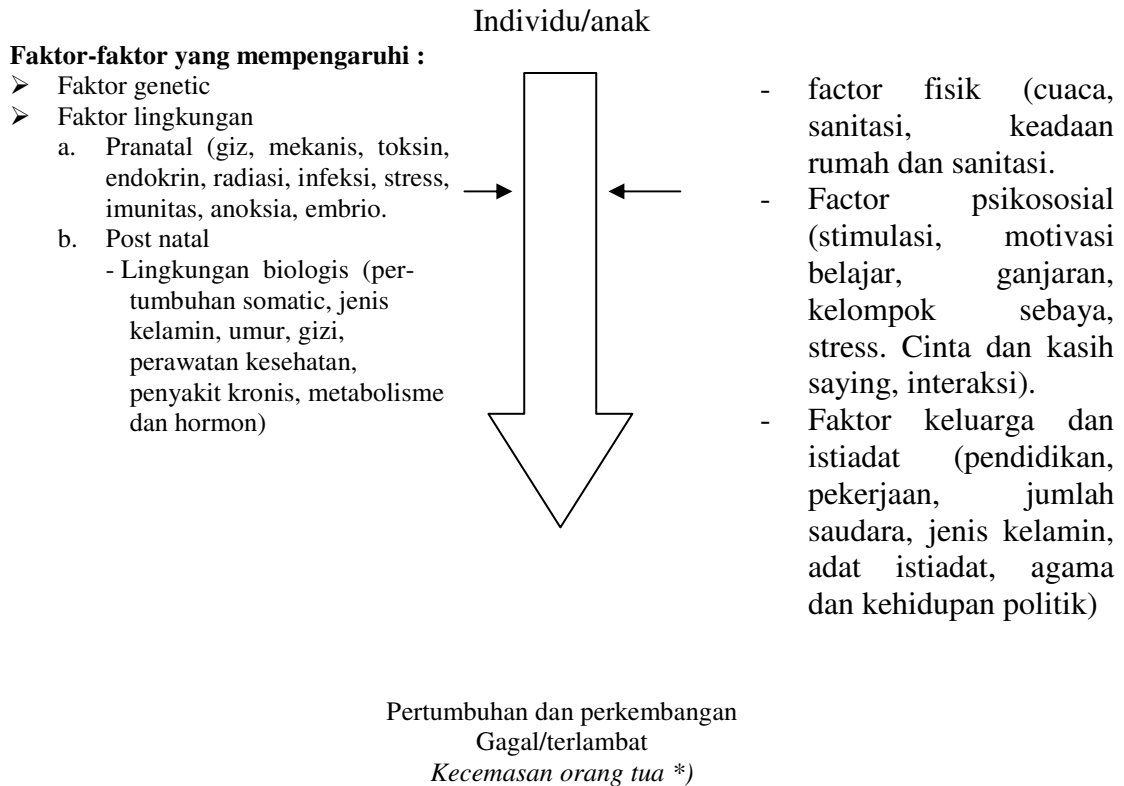 Individu/anak
Faktor-faktor yang mempengaruhi :
➢ Faktor genetic
➢ Faktor lingkungan
a. Pranatal (giz, mekanis, toksin,
endokrin, radiasi, infeksi, stress,
imunitas, anoksia, embrio.
b. Post natal
- Lingkungan biologis (per-
tumbuhan somatic, jenis
kelamin, umur, gizi,
perawatan kesehatan,
penyakit kronis, metabolisme
dan hormon)
- factor fisik (cuaca,
sanitasi, keadaan
rumah dan sanitasi.
- Factor psikososial
(stimulasi, motivasi
belajar, ganjaran,
kelompok sebaya,
stress. Cinta dan kasih
saying, interaksi).
- Faktor keluarga dan
istiadat (pendidikan,
pekerjaan, jumlah
saudara, jenis kelamin,
adat istiadat, agama
dan kehidupan politik)
Pertumbuhan dan perkembangan
Gagal/terlambat
Kecemasan orang tua *)